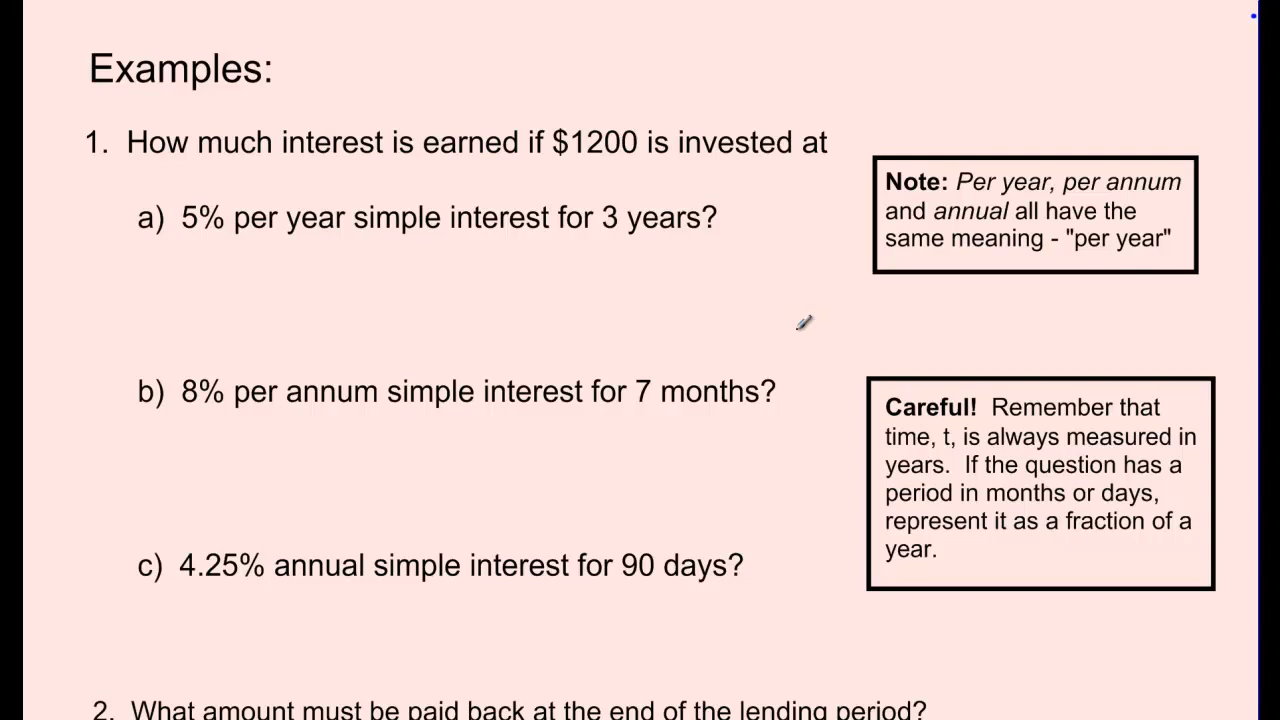 Examples:
1. How much interest is earned if $1200 is invested at
a) 5% per year simple interest for 3 years?
Note: Per year, per annum
and annual all have the
same meaning - "per year"
b) 8% per annum simple interest for 7 months?
Careful! Remember that
time, t, is always measured in
years. If the question has a
period in months or days,
represent it as a fraction of a
year.
c) 4.25% annual simple interest for 90 days?
2. What amount must be paid back at the end of the lending period?